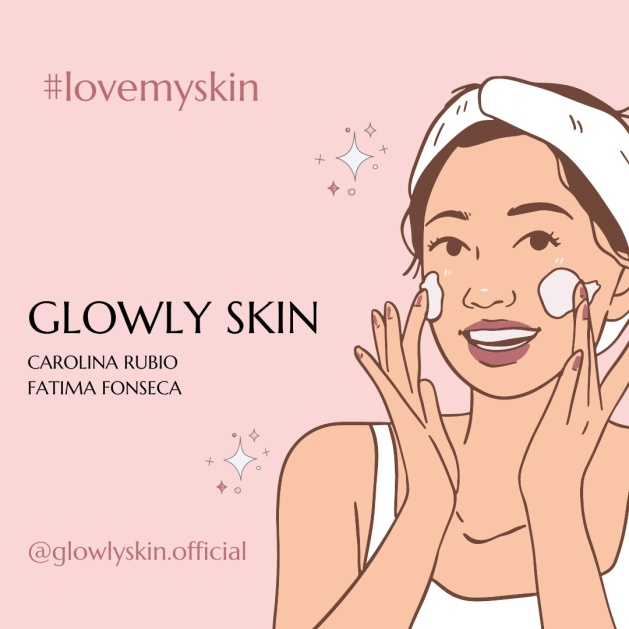 #lovemyskin
GLOWLY SKIN
CAROLINA RUBIO
FATIMA FONSECA
@glowlyskin.official